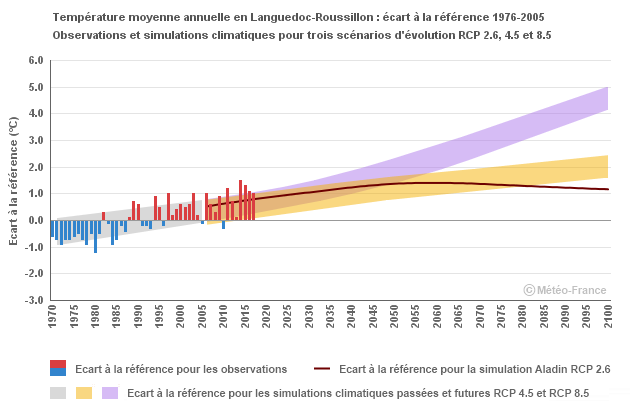 Température moyenne annuelle en Languedoc-Roussillon : écart à la référence 1976-2005
Observations et simulations climatiques pour trois scénarios d'évolution RCP 2.6, 4.5 et 8.5
Ecart à la référence (°C)
6.0
5.0
4.0
3.0
2.0
1.0
0.0
-1.0
-2.0
-3.0
© Météo-France
1970 1975 1980 1985 1990 1995 2000 2005 2010 2015 2020 2025 2030 2035 2040 2045 2050 2055 2060 2065 2070 2075 2080 2085 2090 2095 2100
Ecart à la référence pour les observations
Ecart à la référence pour la simulation Aladin RCP 2.6
Ecart à la référence pour les simulations climatiques passées et futures RCP 4.5 et RCP 8.5